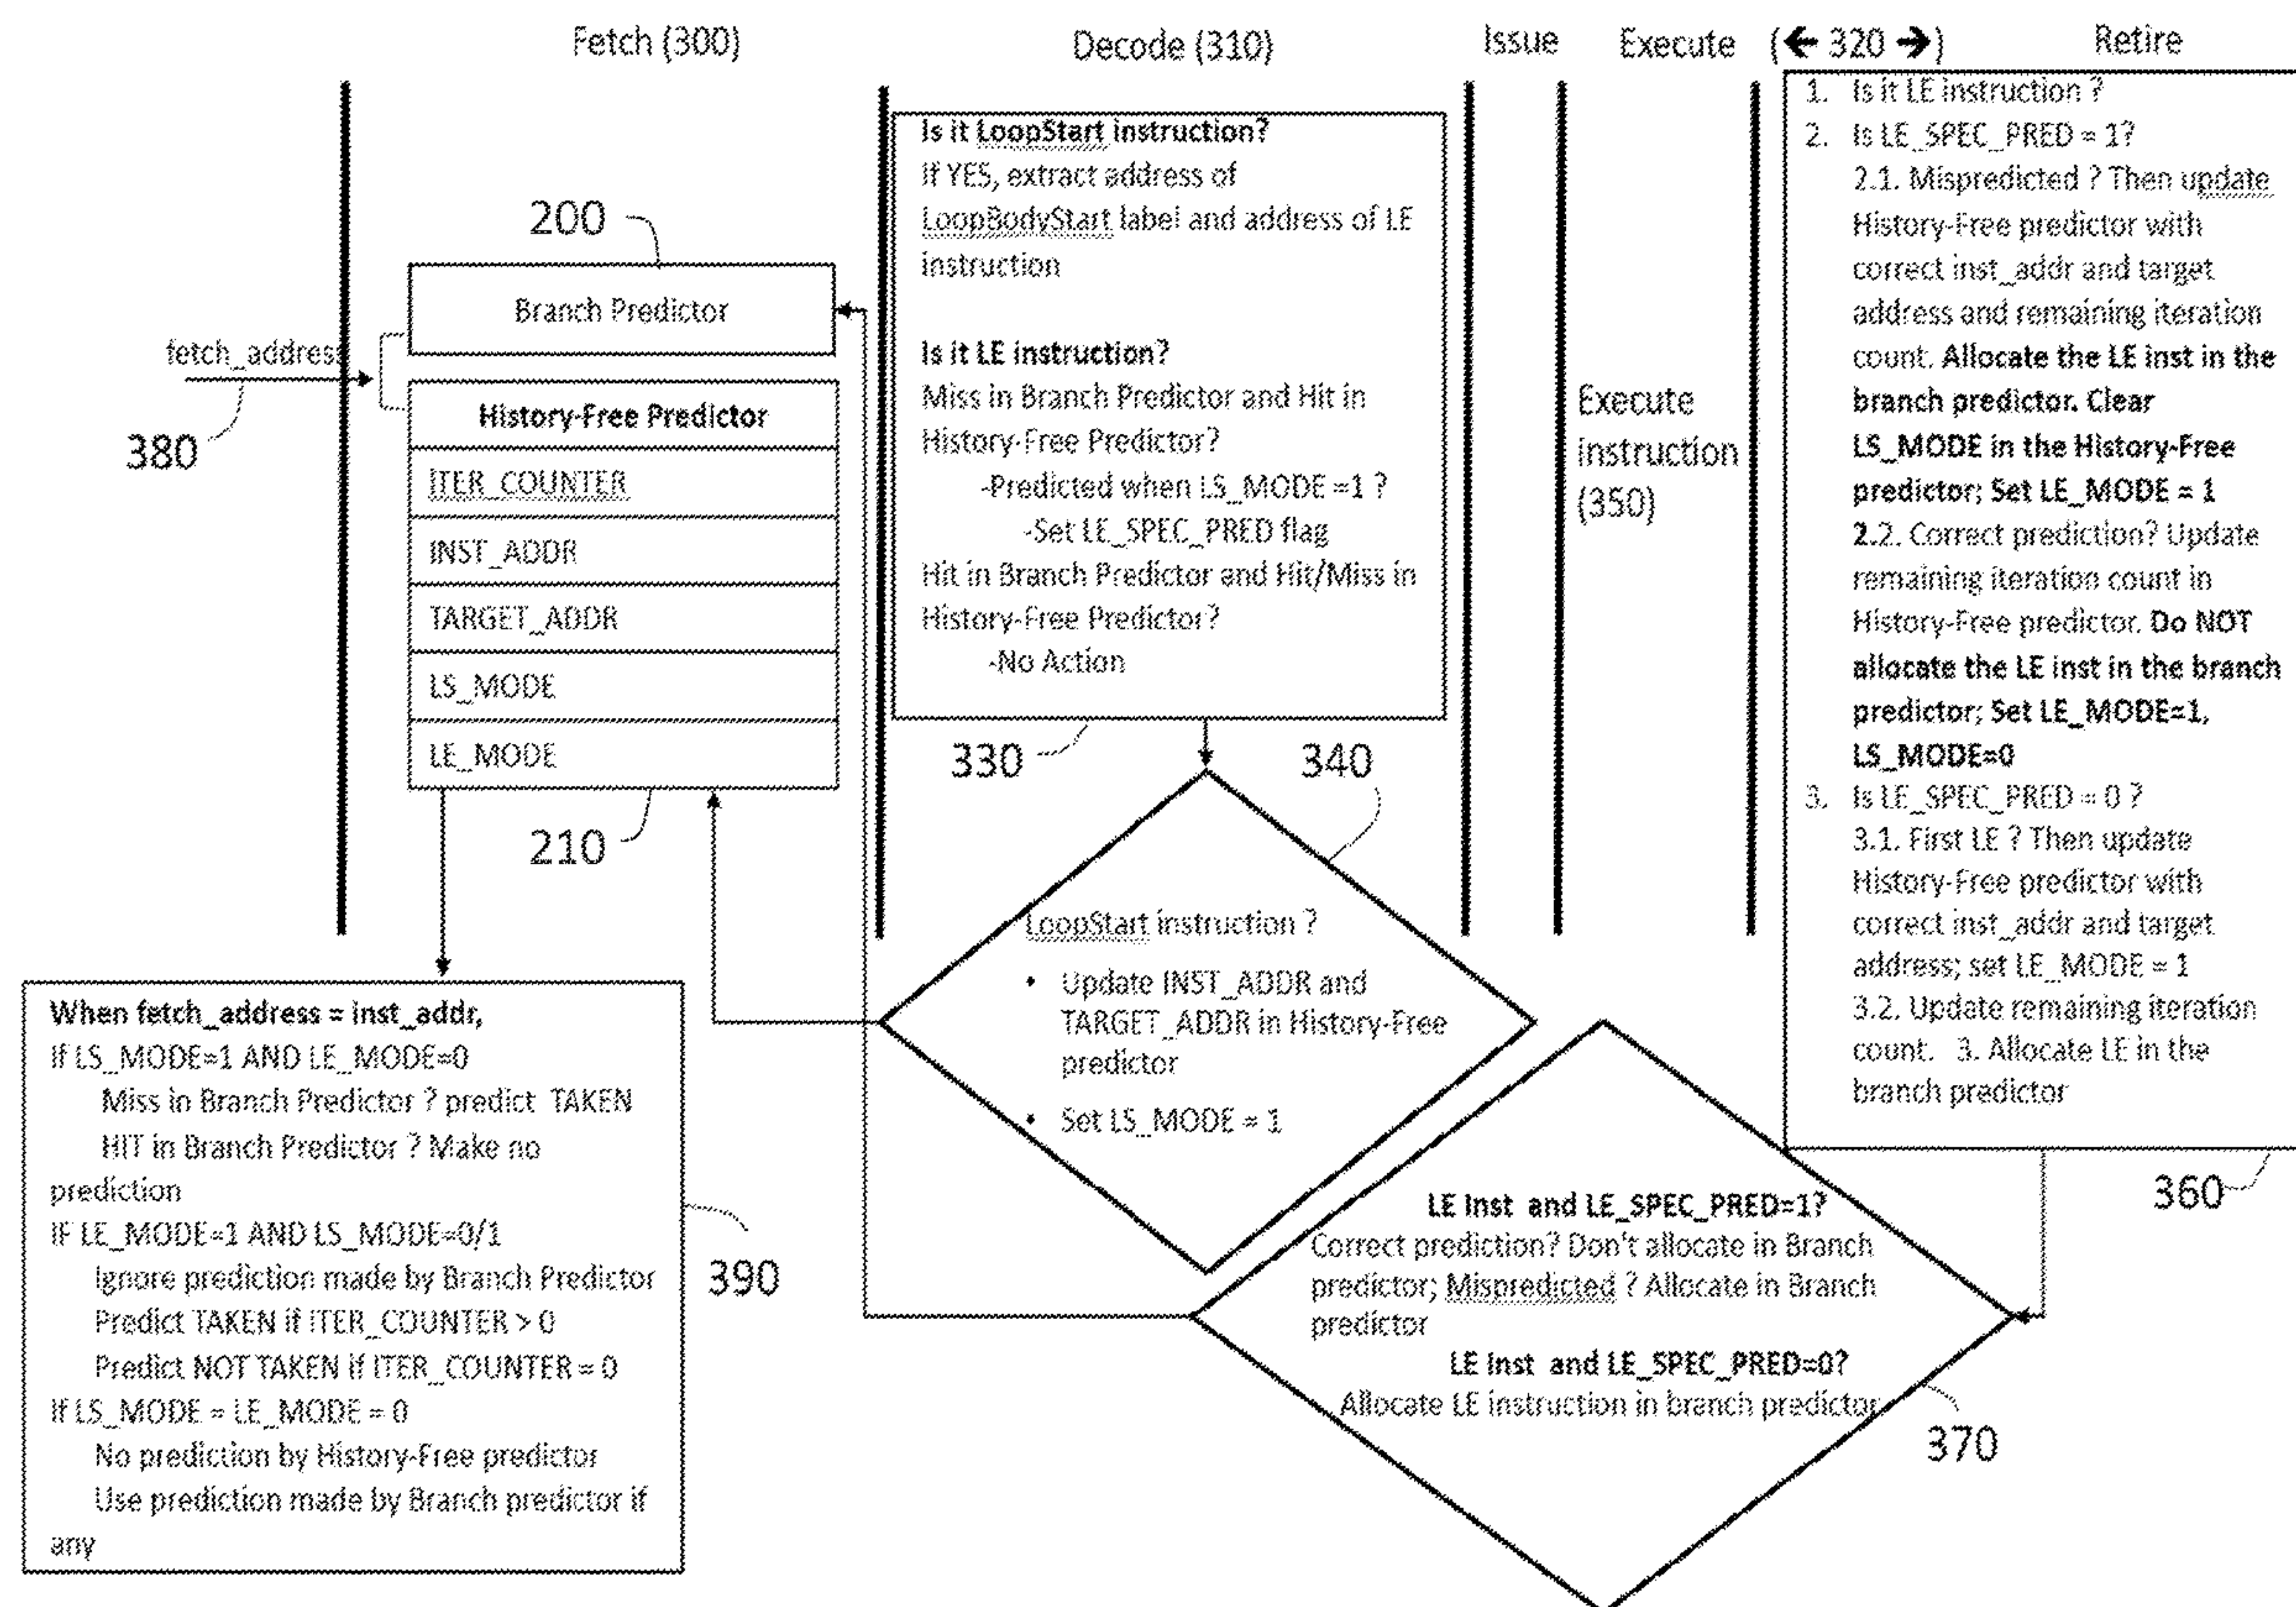 Fetch (300)
Decode (310)
Issue
Execute
(← 320 →)
Retire
200
Branch Predictor
fetch_address
380
History-Free Predictor
ITER_COUNTER
INST_ADDR
TARGET_ADDR
LS_MODE
LE_MODE
210
When fetch_address = inst_addr,
If LS_MODE=1 AND LE_MODE=0
Miss in Branch Predictor ? predict TAKEN
HIT in Branch Predictor ? Make no
prediction
IF LE_MODE=1 AND LS_MODE=0/1
Ignore prediction made by Branch Predictor
Predict TAKEN if ITER_COUNTER > 0
Predict NOT TAKEN if ITER_COUNTER = 0
If LS_MODE = LE_MODE = 0
No prediction by History-Free predictor
Use prediction made by Branch predictor if
any
390
Is it LoopStart instruction?
If YES, extract address of
LoopBodyStart label and address of LE
instruction
Is it LE instruction?
Miss in Branch Predictor and Hit in
History-Free Predictor?
-Predicted when LS_MODE =1 ?
-Set LE_SPEC_PRED flag
Hit in Branch Predictor and Hit/Miss in
History-Free Predictor?
-No Action
330
340
LoopStart instruction ?
• Update INST_ADDR and
TARGET_ADDR in History-Free
predictor
• Set LS_MODE = 1
Execute
instruction
(350)
1. Is it LE instruction ?
2. Is LE_SPEC_PRED = 1?
2.1. Mispredicted ? Then update
History-Free predictor with
correct inst_addr and target
address and remaining iteration
count. Allocate the LE inst in the
branch predictor. Clear
LS_MODE in the History-Free
predictor; Set LE_MODE = 1
2.2. Correct prediction? Update
remaining iteration count in
History-Free predictor. Do NOT
allocate the LE inst in the branch
predictor; Set LE_MODE=1,
LS_MODE=0
3. Is LE_SPEC_PRED = 0 ?
3.1. First LE ? Then update
History-Free predictor with
correct inst_addr and target
address; set LE_MODE = 1
3.2. Update remaining iteration
count. 3. Allocate LE in the
branch predictor
360
LE inst and LE_SPEC_PRED=1?
Correct prediction? Don't allocate in Branch
predictor; Mispredicted ? Allocate in Branch
predictor
LE inst and LE_SPEC_PRED=0?
Allocate LE instruction in branch predictor
370